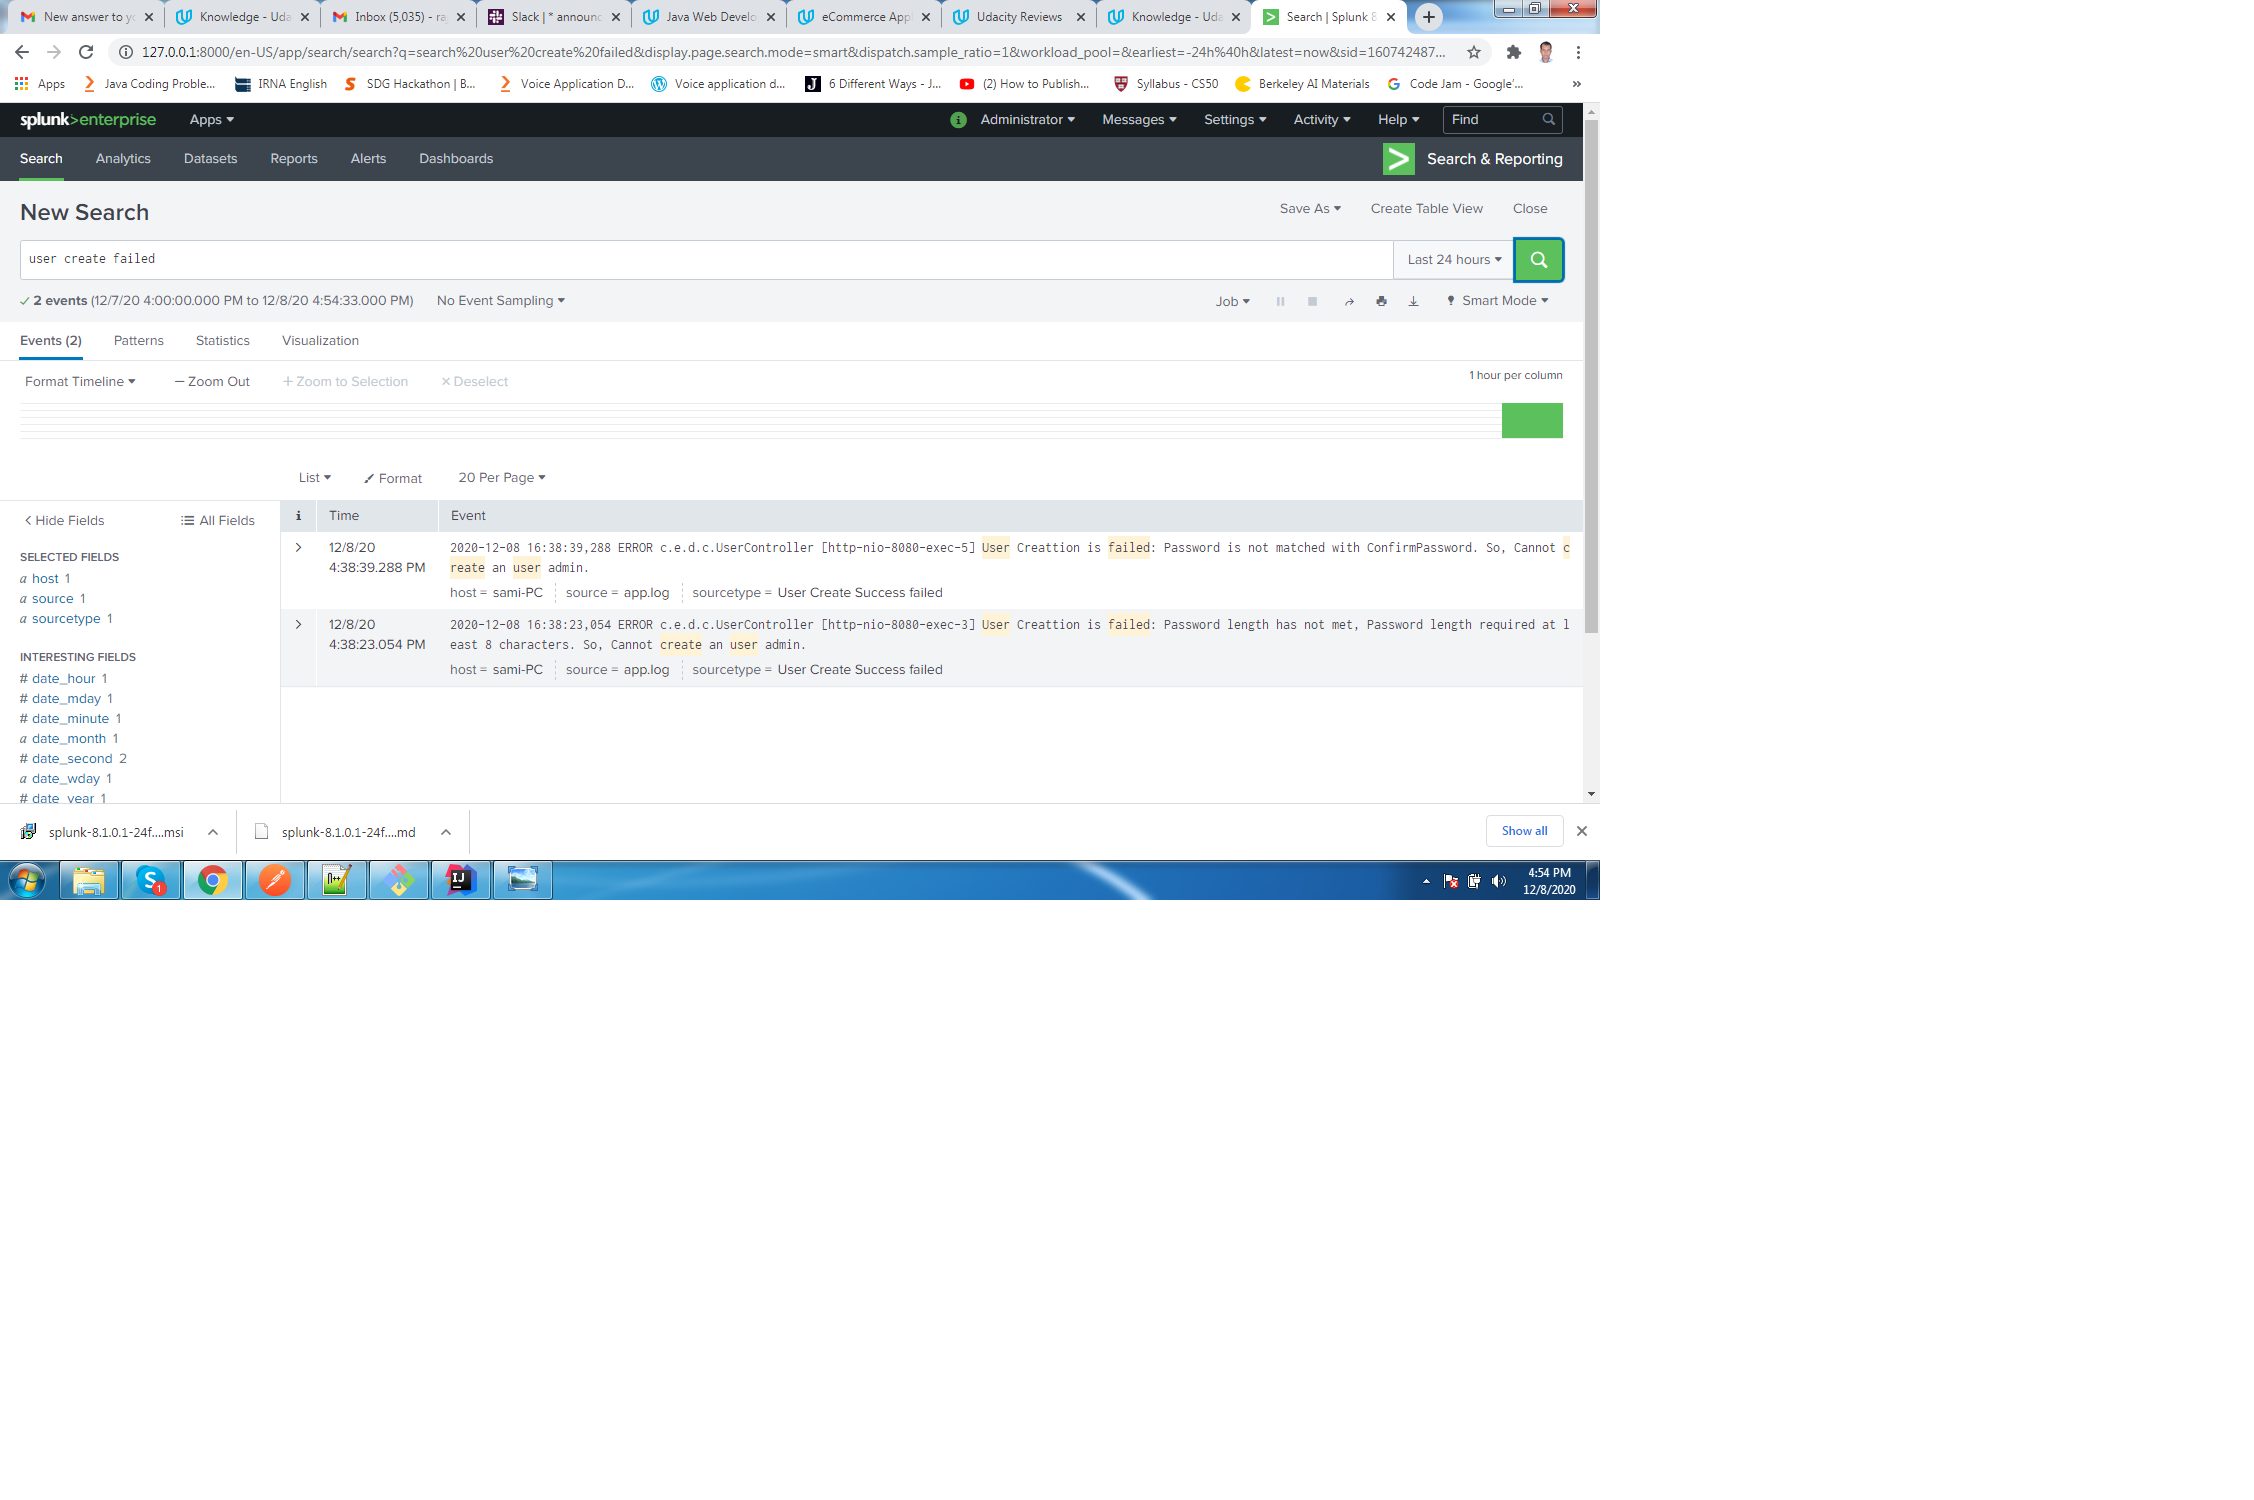 New answer to yo
Knowledge - Uda
Inbox (5,035) - ra
Slack | * announc
Java Web Develo
eCommerce Appl
Udacity Reviews
Knowledge - Uda
Search | Splunk 8
127.0.0.1:8000/en-US/app/search/search?q=search%20user%20create%20failed&display.page.search.mode=smart&dispatch.sample_ratio=1&workload_pool=&earliest=-24h%40h&latest=now&sid=160742487...
Apps
Java Coding Proble...
IRNA English
SDG Hackathon | B...
Voice Application D...
Voice application d...
6 Different Ways - J...
(2) How to Publish...
Syllabus - CS50
Berkeley AI Materials
Code Jam - Google'...
»
splunk>enterprise
Apps
i
Administrator
Messages
Settings
Activity
Help
Find
Search
Analytics
Datasets
Reports
Alerts
Dashboards
>
Search & Reporting
New Search
Save As
Create Table View
Close
user create failed
Last 24 hours
2 events (12/7/20 4:00:00.000 PM to 12/8/20 4:54:33.000 PM)
No Event Sampling
Job
Smart Mode
Events (2)
Patterns
Statistics
Visualization
Format Timeline
— Zoom Out
+ Zoom to Selection
× Deselect
1 hour per column
List
Format
20 Per Page
< Hide Fields
All Fields
i
Time
Event
SELECTED FIELDS
a host 1
a source 1
a sourcetype 1
INTERESTING FIELDS
# date_hour 1
# date_mday 1
# date_minute 1
a date_month 1
# date_second 2
a date_wday 1
# date_year 1
12/8/20
4:38:39.288 PM
2020-12-08 16:38:39,288 ERROR c.e.d.c.UserController [http-nio-8080-exec-5] User Creattion is failed: Password is not matched with ConfirmPassword. So, Cannot c
reate an user admin.
host = sami-PC
source = app.log
sourcetype = User Create Success failed
12/8/20
4:38:23.054 PM
2020-12-08 16:38:23,054 ERROR c.e.d.c.UserController [http-nio-8080-exec-3] User Creattion is failed: Password length has not met, Password length required at l
east 8 characters. So, Cannot create an user admin.
host = sami-PC
source = app.log
sourcetype = User Create Success failed
splunk-8.1.0.1-24f....msi
splunk-8.1.0.1-24f....md
Show all
4:54 PM
12/8/2020